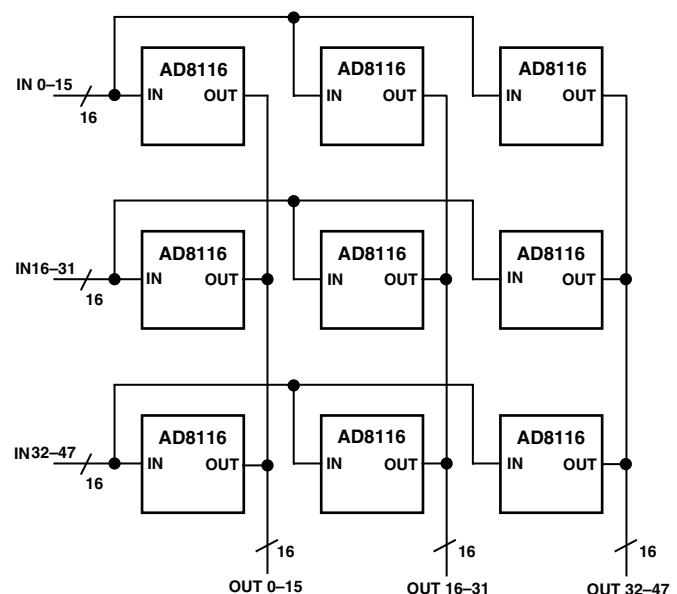 AD8116 AD8116 AD8116
IN 0–15 IN OUT IN OUT IN OUT
16
AD8116 AD8116 AD8116
IN16–31 IN OUT IN OUT IN OUT
16
AD8116 AD8116 AD8116
IN32–47 IN OUT IN OUT IN OUT
16
16 16 16
OUT 0–15 OUT 16–31 OUT 32–47